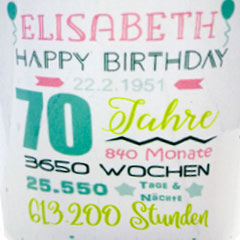 ELISABETH
HAPPY BIRTHDAY
22.2.1951
70 Jahre
840 Monate
3650 WOCHEN
25.550 TAGE & NÄCHTE
613.200 Stunden